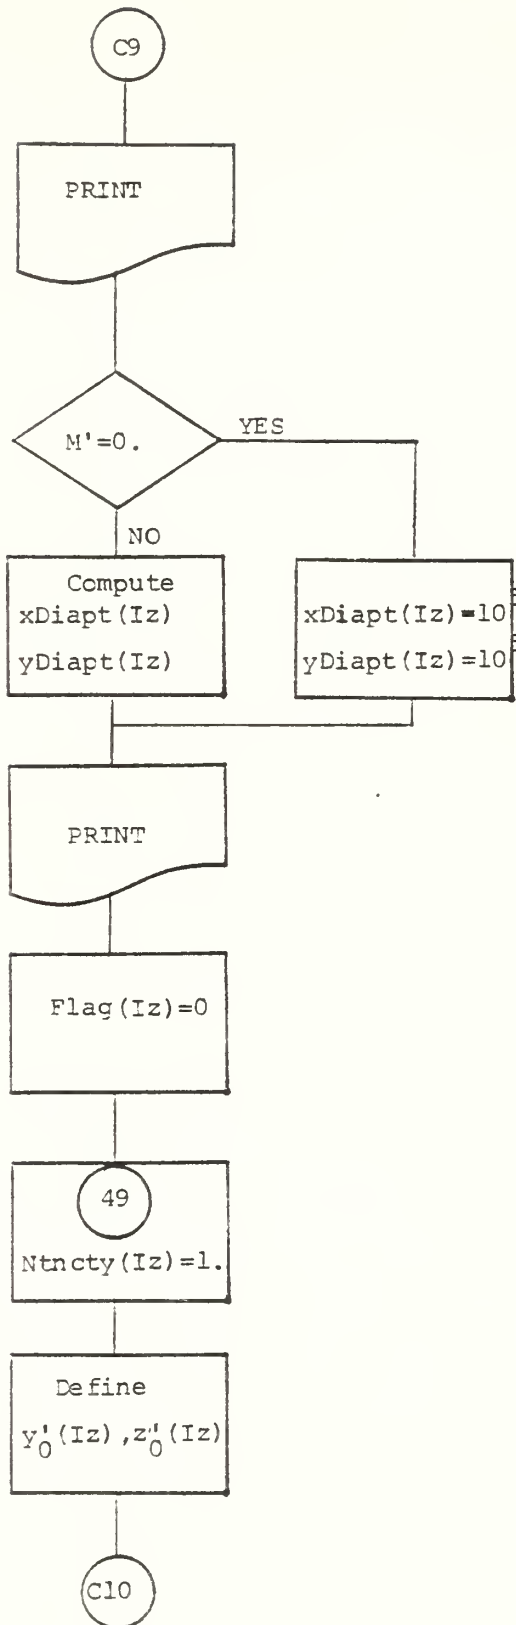 C9
PRINT
M'=0.
YES
NO
Compute
xDiapt(Iz)
yDiapt(Iz)
xDiapt(Iz)=10
yDiapt(Iz)=10
PRINT
Flag(Iz)=0
49
Ntncty(Iz)=1.
Define
y'0(Iz),z'0(Iz)
C10